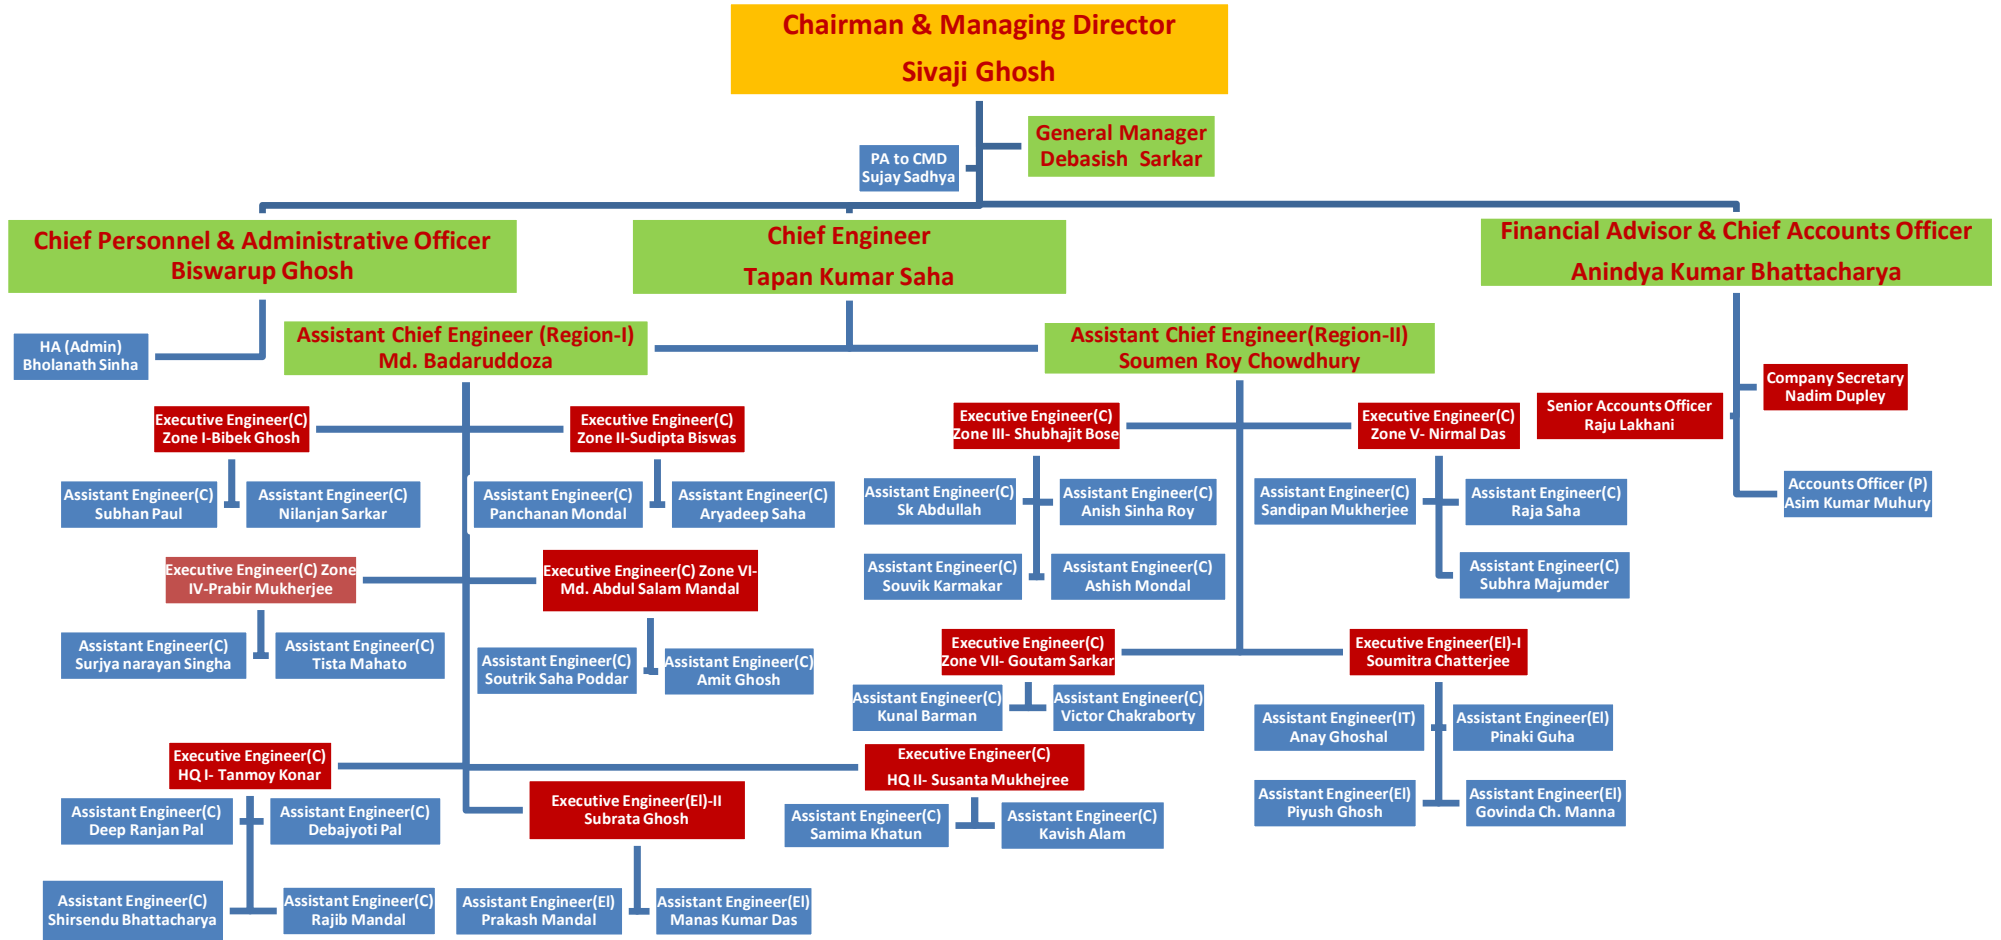 Chairman & Managing Director
Sivaji Ghosh
General Manager
Debasish Sarkar
PA to CMD
Sujay Sadhya
Chief Personnel & Administrative Officer
Biswarup Ghosh
Chief Engineer
Tapan Kumar Saha
Financial Advisor & Chief Accounts Officer
Anindya Kumar Bhattacharya
HA (Admin)
Bholanath Sinha
Assistant Chief Engineer (Region-I)
Md. Badaruddoza
Assistant Chief Engineer(Region-II)
Soumen Roy Chowdhury
Company Secretary
Nadim Dupley
Senior Accounts Officer
Raju Lakhani
Accounts Officer (P)
Asim Kumar Muhury
Executive Engineer(C)
Zone I-Bibek Ghosh
Executive Engineer(C)
Zone II-Sudipta Biswas
Executive Engineer(C)
Zone III- Shubhajit Bose
Executive Engineer(C)
Zone V- Nirmal Das
Assistant Engineer(C)
Subhan Paul
Assistant Engineer(C)
Nilanjan Sarkar
Assistant Engineer(C)
Panchanan Mondal
Assistant Engineer(C)
Aryadeep Saha
Assistant Engineer(C)
Sk Abdullah
Assistant Engineer(C)
Anish Sinha Roy
Assistant Engineer(C)
Sandipan Mukherjee
Assistant Engineer(C)
Raja Saha
Assistant Engineer(C)
Souvik Karmakar
Assistant Engineer(C)
Ashish Mondal
Assistant Engineer(C)
Subhra Majumder
Executive Engineer(C) Zone
IV-Prabir Mukherjee
Executive Engineer(C) Zone VI-
Md. Abdul Salam Mandal
Assistant Engineer(C)
Surjya narayan Singha
Assistant Engineer(C)
Tista Mahato
Assistant Engineer(C)
Soutrik Saha Poddar
Assistant Engineer(C)
Amit Ghosh
Executive Engineer(C)
Zone VII- Goutam Sarkar
Executive Engineer(El)-I
Soumitra Chatterjee
Assistant Engineer(C)
Kunal Barman
Assistant Engineer(C)
Victor Chakraborty
Assistant Engineer(IT)
Anay Ghoshal
Assistant Engineer(El)
Pinaki Guha
Assistant Engineer(El)
Piyush Ghosh
Assistant Engineer(El)
Govinda Ch. Manna
Executive Engineer(C)
HQ I- Tanmoy Konar
Executive Engineer(C)
HQ II- Susanta Mukhejree
Executive Engineer(El)-II
Subrata Ghosh
Assistant Engineer(C)
Deep Ranjan Pal
Assistant Engineer(C)
Debajyoti Pal
Assistant Engineer(C)
Samima Khatun
Assistant Engineer(C)
Kavish Alam
Assistant Engineer(C)
Shirsendu Bhattacharya
Assistant Engineer(C)
Rajib Mandal
Assistant Engineer(El)
Prakash Mandal
Assistant Engineer(El)
Manas Kumar Das